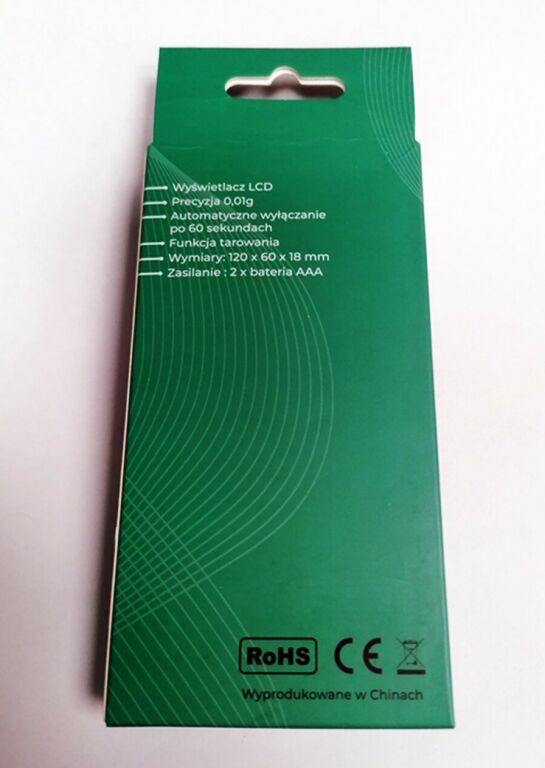 Wyświetlacz LCD
Precyzja 0,01g
Automatyczne wyłączanie
po 60 sekundach
Funkcja tarowania
Wymiary: 120 x 60 x 18 mm
Zasilanie : 2 x bateria AAA
RoHS CE
Wyprodukowane w Chinach